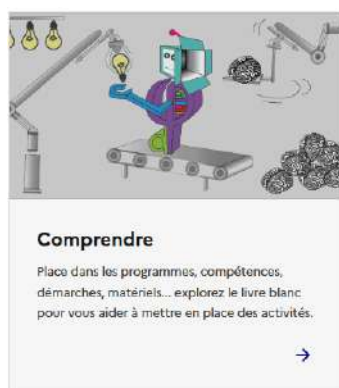 Comprendre
Place dans les programmes, compétences,
démarches, matériels... explorez le livre blanc
pour vous aider à mettre en place des activités.